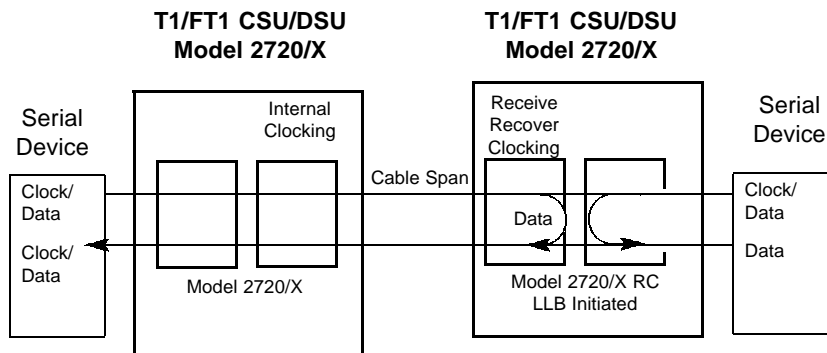 T1/FT1 CSU/DSU
Model 2720/X
T1/FT1 CSU/DSU
Model 2720/X
Serial
Device
Internal
Clocking
Receive
Recover
Clocking
Serial
Device
Cable Span
Clock/
Data
Clock/
Data
Data
Clock/
Data
Data
Model 2720/X
Model 2720/X RC
LLB Initiated